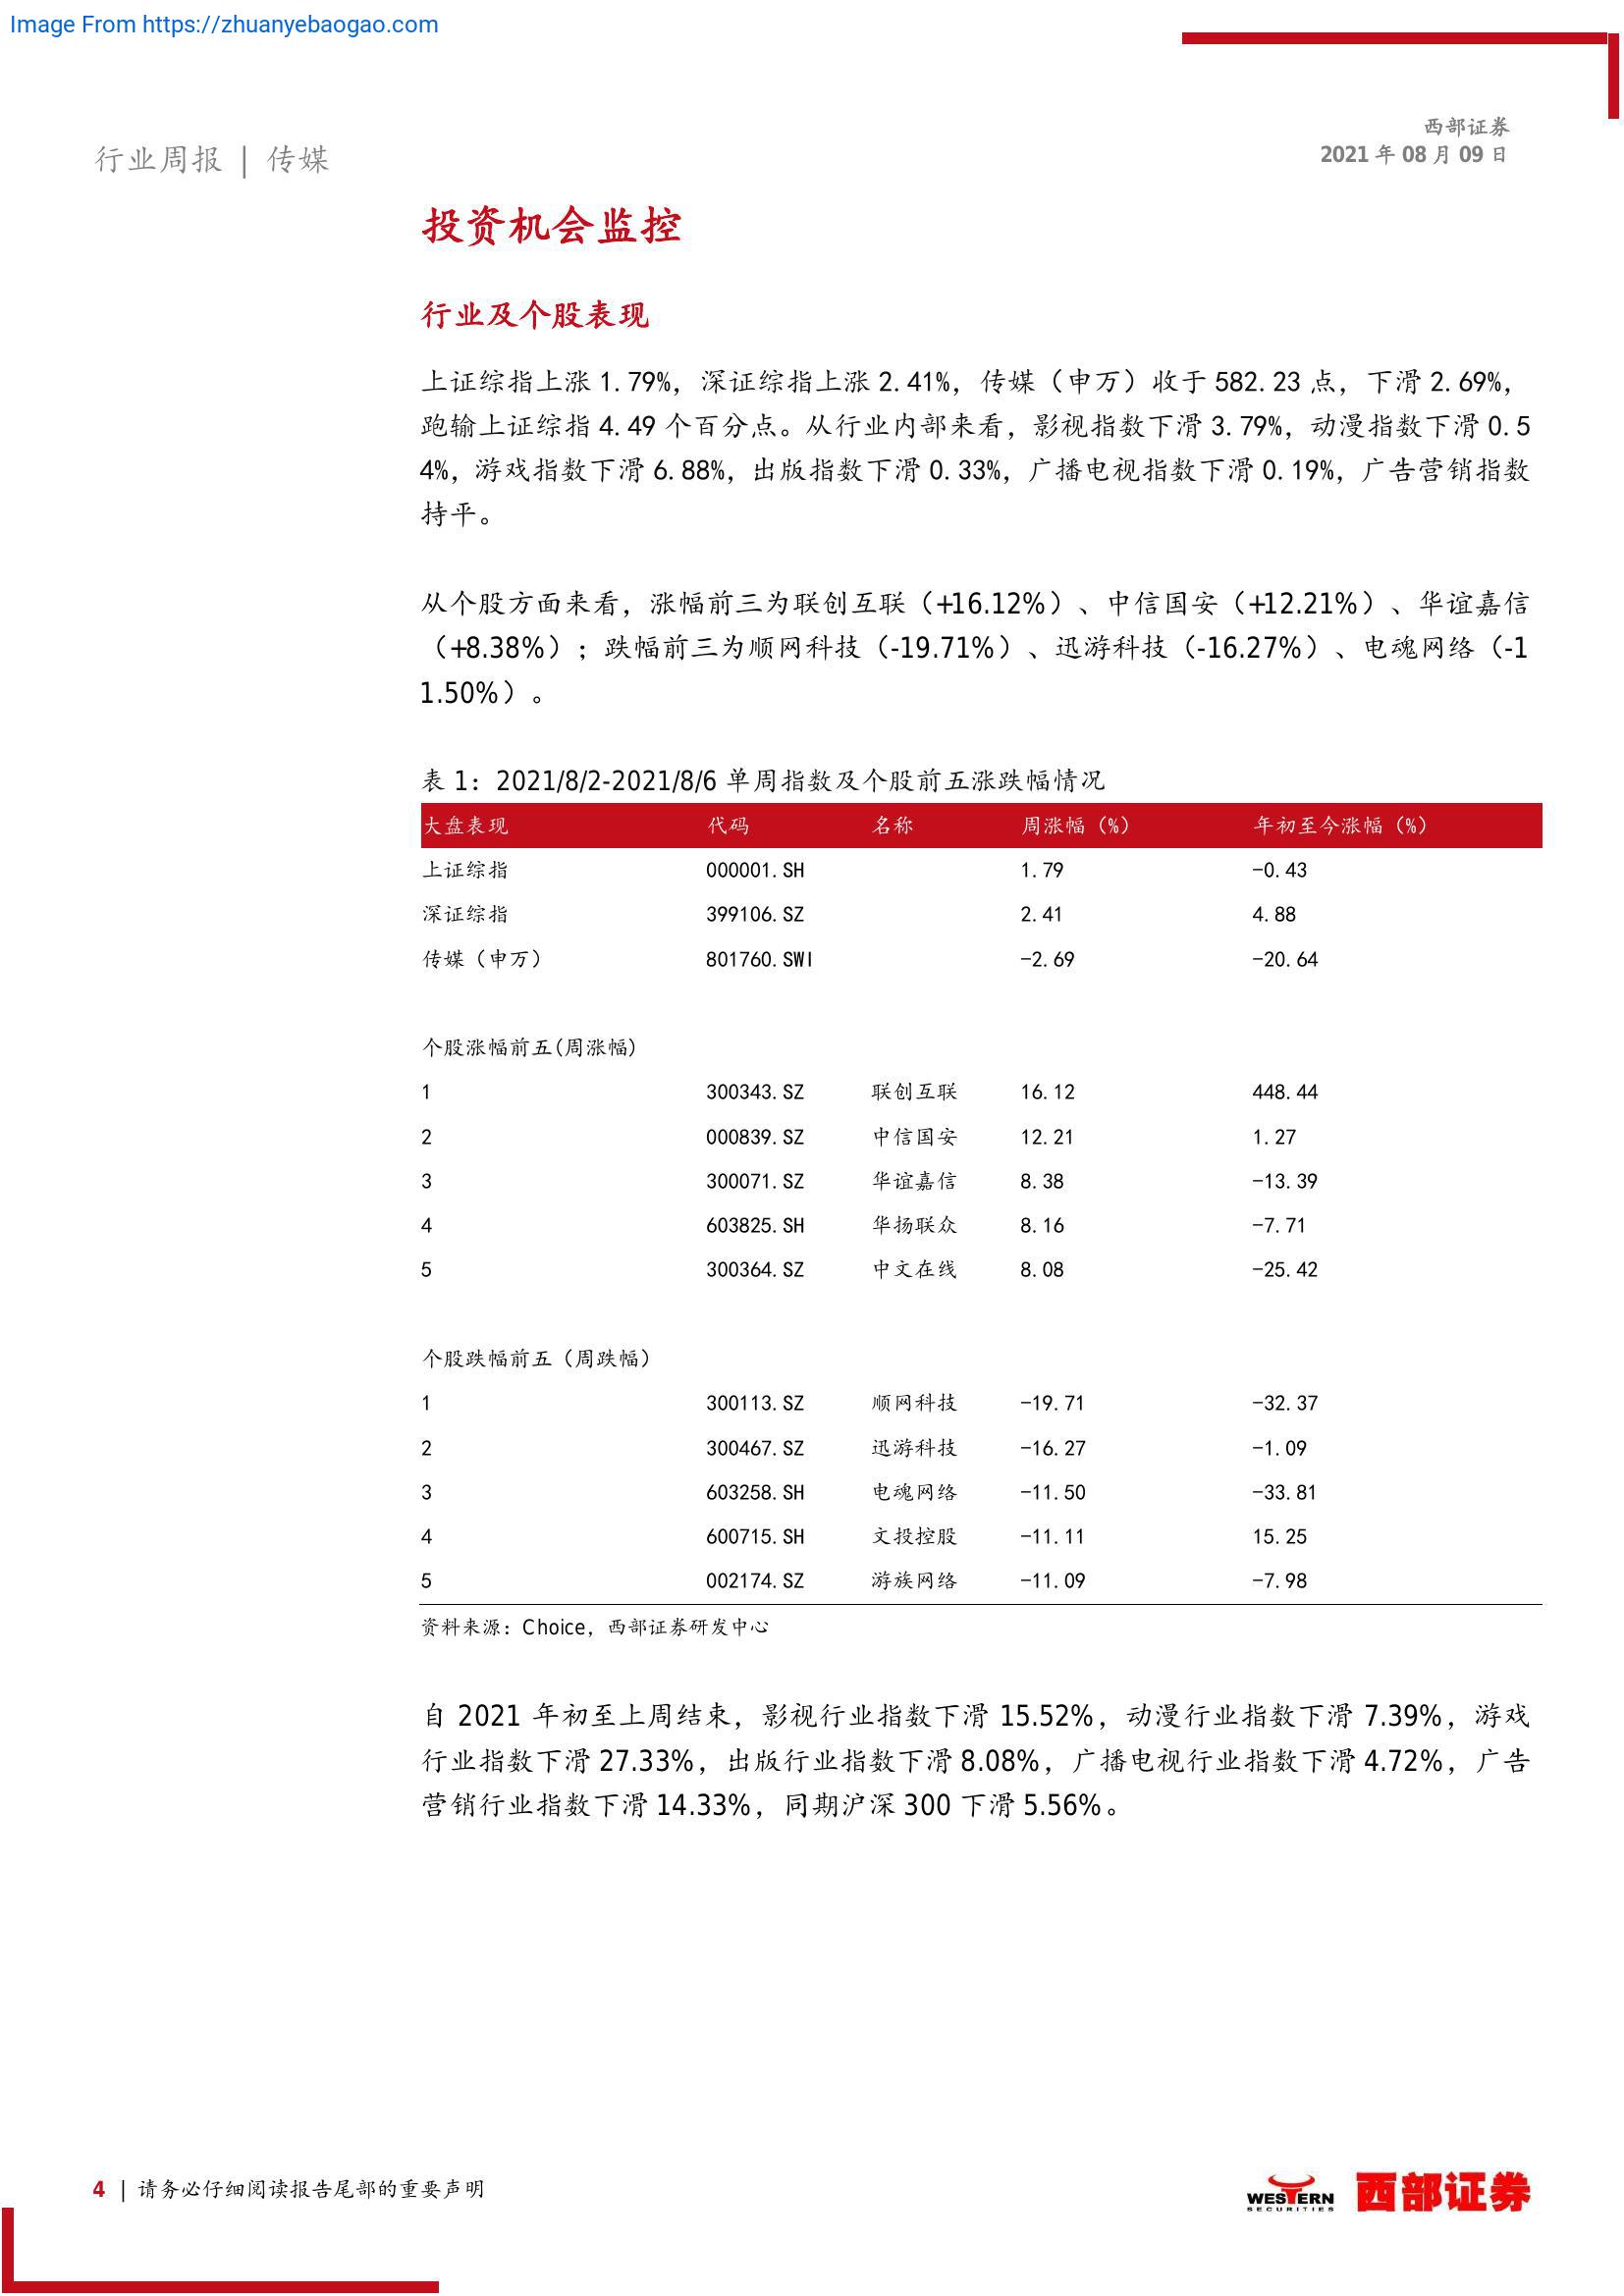 Image From https://zhuanyebaogao.com
西部证券
2021 年 08 月 09 日
行业周报 | 传媒
投资机会监控
行业及个股表现
上证综指上涨 1.79%，深证综指上涨 2.41%，传媒（申万）收于 582.23 点，下滑 2.69%，
跑输上证综指 4.49 个百分点。从行业内部来看，影视指数下滑 3.79%，动漫指数下滑 0.5
4%，游戏指数下滑 6.88%，出版指数下滑 0.33%，广播电视指数下滑 0.19%，广告营销指数
持平。
从个股方面来看，涨幅前三为联创互联（+16.12%）、中信国安（+12.21%）、华谊嘉信
（+8.38%）；跌幅前三为顺网科技（-19.71%）、迅游科技（-16.27%）、电魂网络（-1
1.50%）。
表 1：2021/8/2-2021/8/6 单周指数及个股前五涨跌幅情况
大盘表现 代码 名称 周涨幅（%） 年初至今涨幅（%）
上证综指 000001.SH 1.79 -0.43
深证综指 399106.SZ 2.41 4.88
传媒（申万） 801760.SWI -2.69 -20.64
个股涨幅前五(周涨幅)
1 300343.SZ 联创互联 16.12 448.44
2 000839.SZ 中信国安 12.21 1.27
3 300071.SZ 华谊嘉信 8.38 -13.39
4 603825.SH 华扬联众 8.16 -7.71
5 300364.SZ 中文在线 8.08 -25.42
个股跌幅前五（周跌幅）
1 300113.SZ 顺网科技 -19.71 -32.37
2 300467.SZ 迅游科技 -16.27 -1.09
3 603258.SH 电魂网络 -11.50 -33.81
4 600715.SH 文投控股 -11.11 15.25
5 002174.SZ 游族网络 -11.09 -7.98
资料来源：Choice，西部证券研发中心
自 2021 年初至上周结束，影视行业指数下滑 15.52%，动漫行业指数下滑 7.39%，游戏
行业指数下滑 27.33%，出版行业指数下滑 8.08%，广播电视行业指数下滑 4.72%，广告
营销行业指数下滑 14.33%，同期沪深 300 下滑 5.56%。
4 | 请务必仔细阅读报告尾部的重要声明
WESTERN
SECURITIES
西部证券